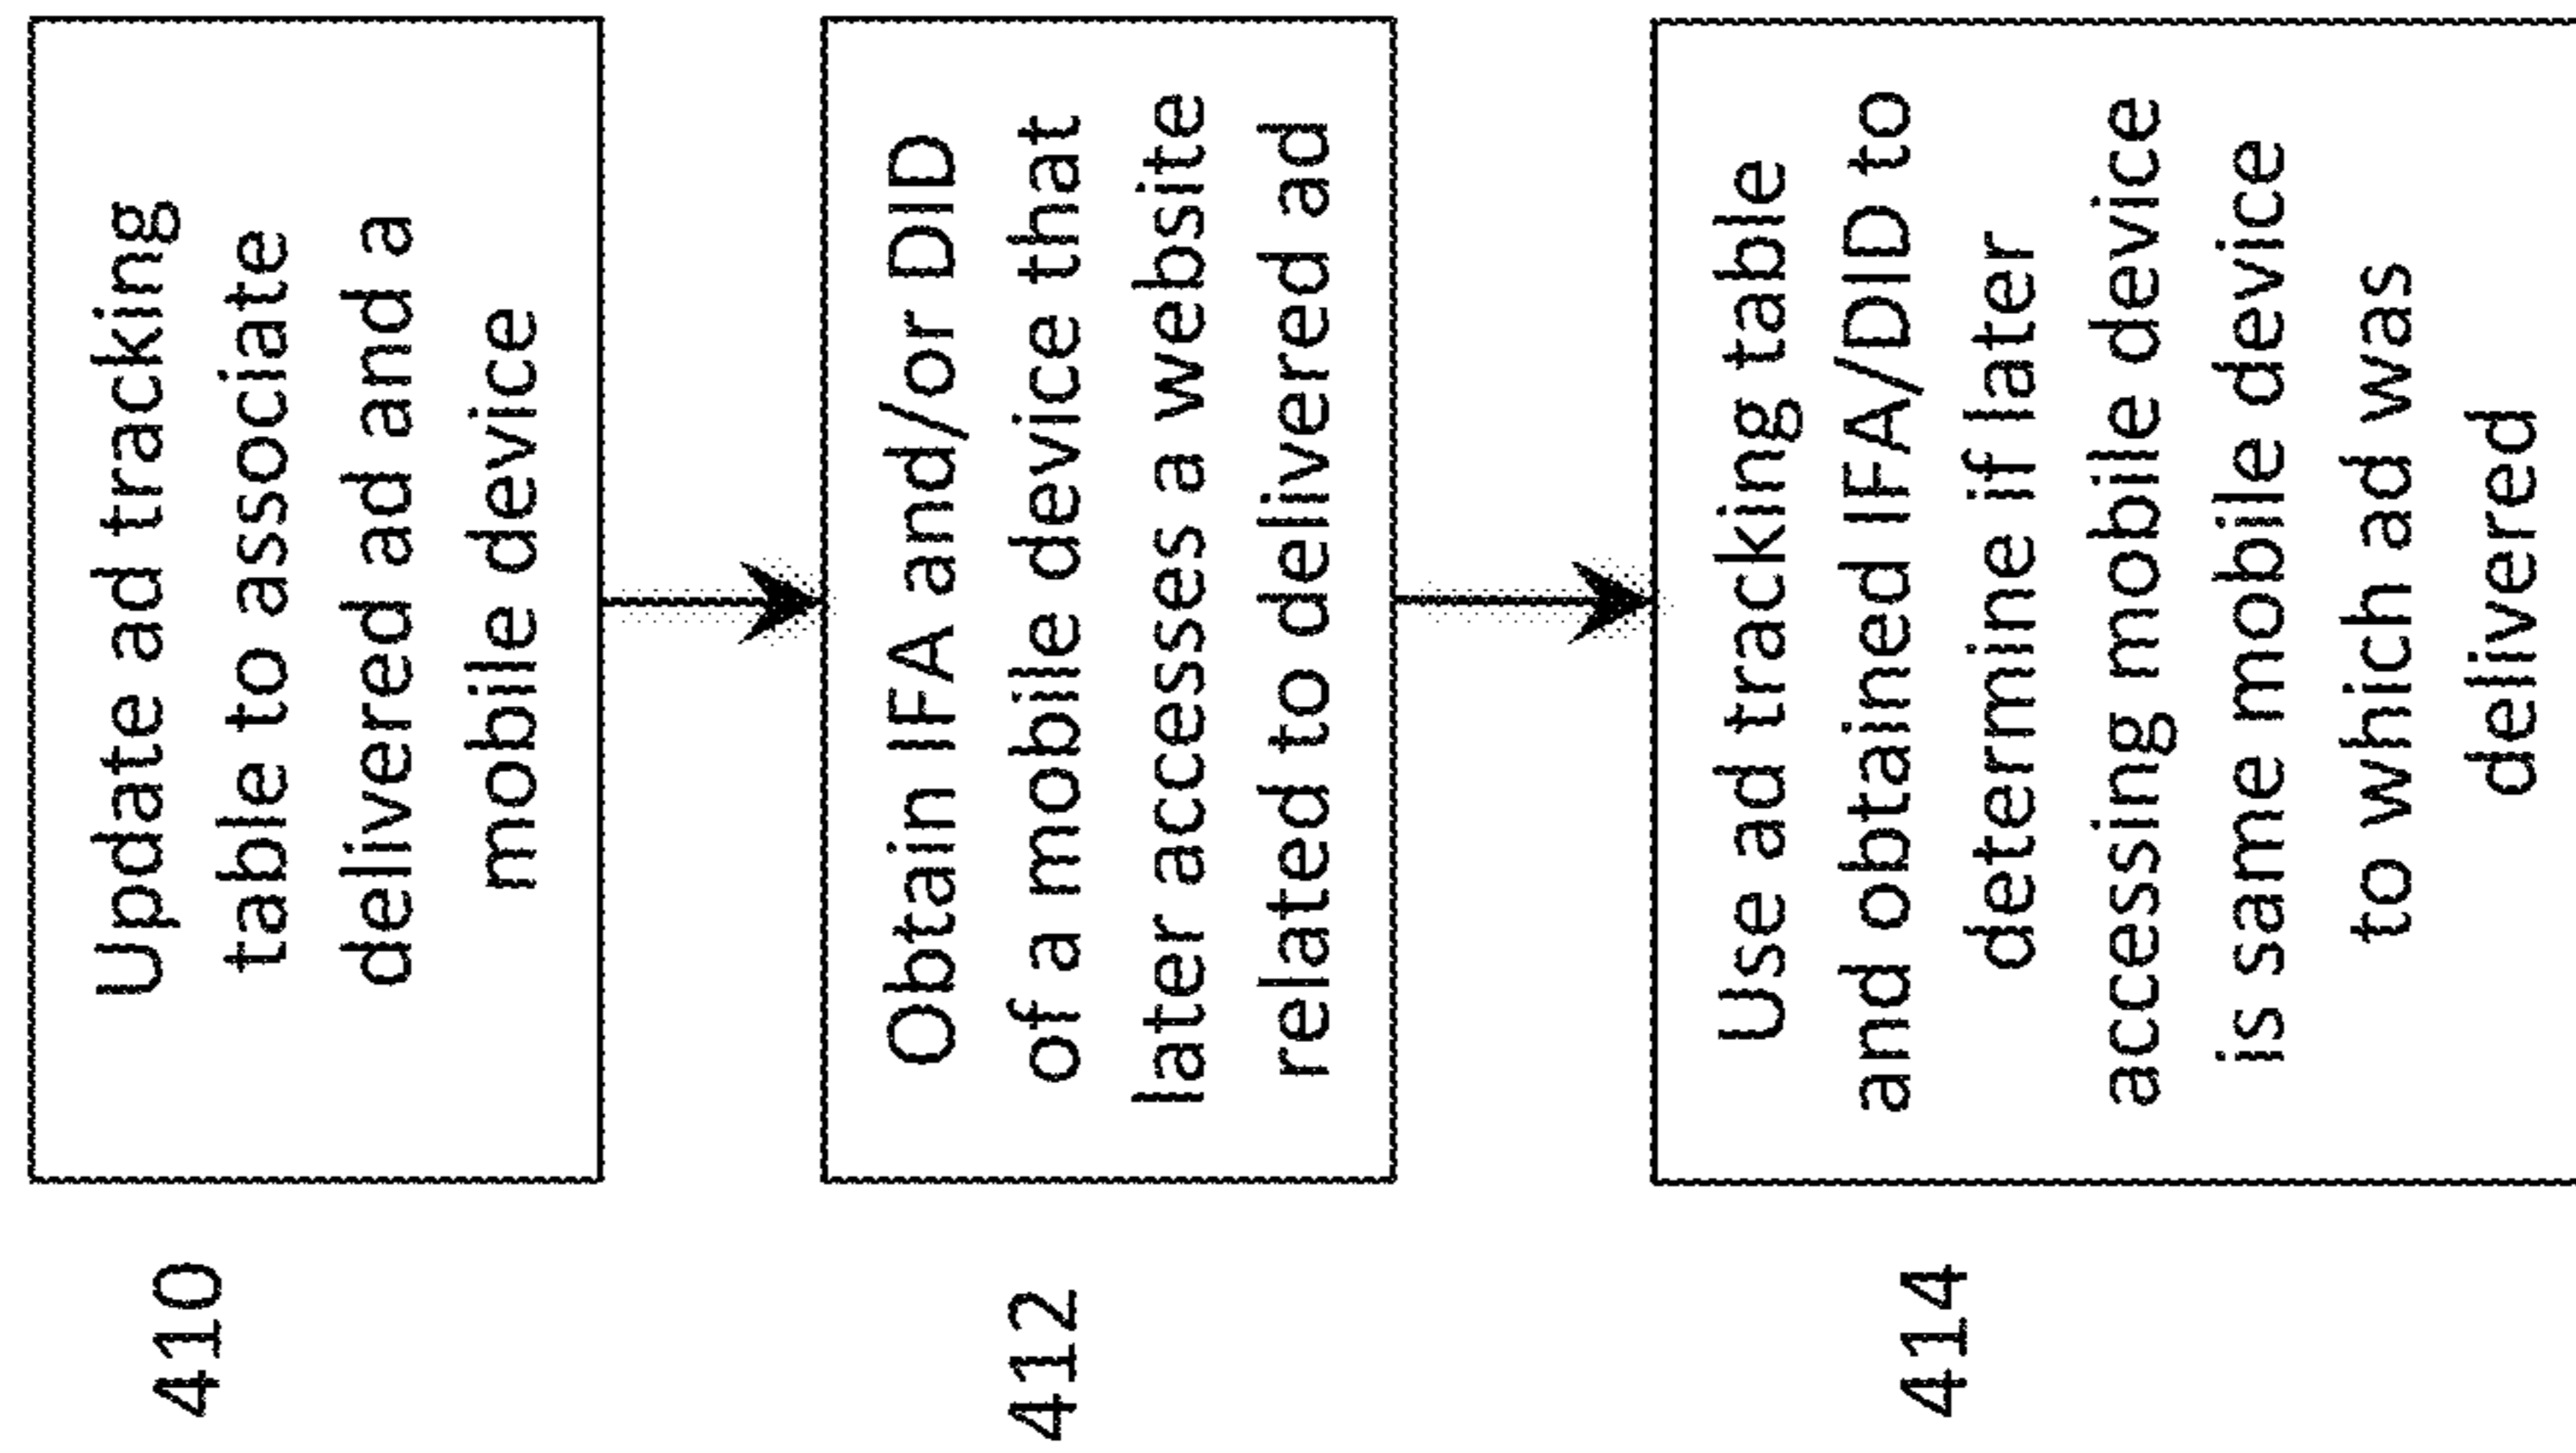 410
Update ad tracking
table to associate
delivered ad and a
mobile device
412
Obtain IFA and/or DID
of a mobile device that
later accesses a website
related to delivered ad
414
Use ad tracking table
and obtained IFA/DID to
determine if later
accessing mobile device
is same mobile device
to which ad was
delivered